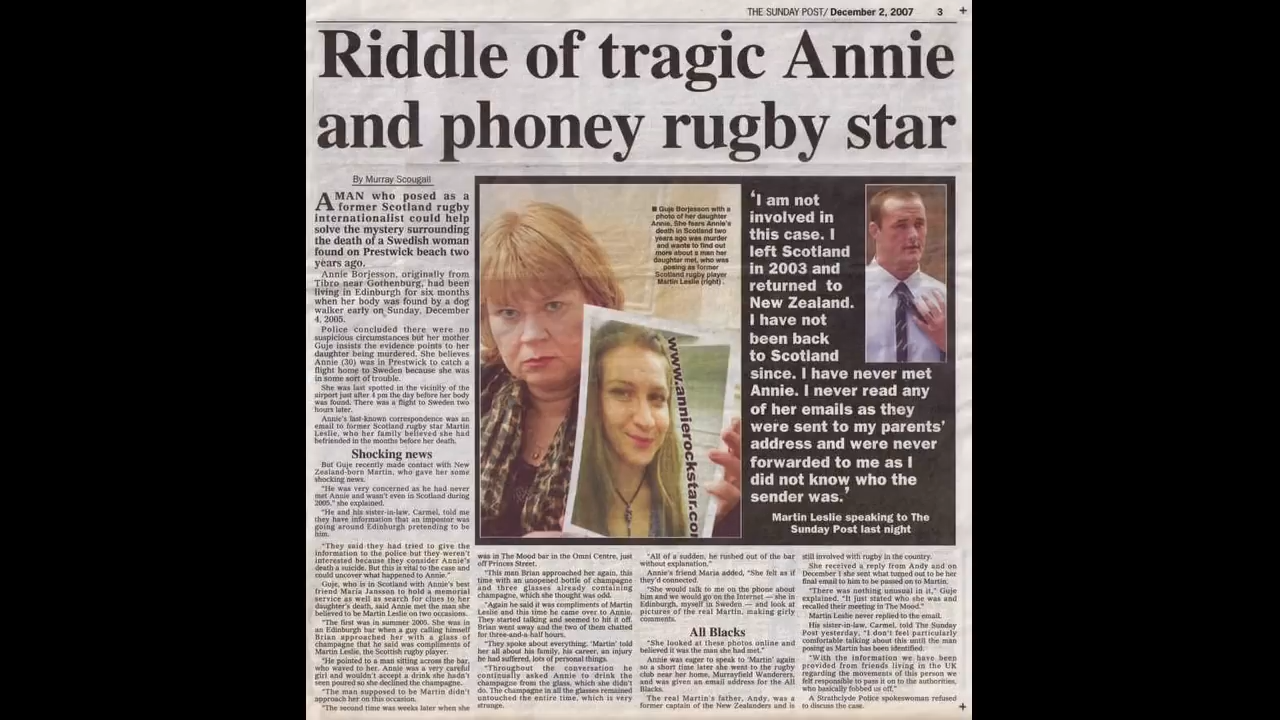 THE SUNDAY POST/ December 2, 2007 3 +
Riddle of tragic Annie
and phoney rugby star
By Murray Scougall
A MAN who posed as a
former Scotland rugby
internationalist could help
solve the mystery surrounding
the death of a Swedish woman
found on Prestwick beach two
years ago.
Annie Borjesson, originally from
Tibro near Gothenburg, had been
living in Edinburgh for six months
when her body was found by a dog
walker early on Sunday, December
4, 2005.
Police concluded there were no
suspicious circumstances but her mother
Guje insists the evidence points to her
daughter being murdered. She believes
Annie (30) was in Prestwick to catch a
flight home to Sweden because she was
in some sort of trouble.
She was last spotted in the vicinity of the
airport just after 4 pm the day before her body
was found. There was a flight to Sweden two
hours later.
Annie's last-known correspondence was an
email to former Scotland rugby star Martin
Leslie, who her family believed she had
befriended in the months before her death.
Shocking news
But Guje recently made contact with New
Zealand-born Martin, who gave her some
shocking news.
"He was very concerned as he had never
met Annie and wasn't even in Scotland during
2005," she explained.
"He and his sister-in-law, Carmel, told me
they have information that an impostor was
going around Edinburgh pretending to be
him.
"They said they had tried to give the
information to the police but they weren't
interested because they consider Annie's
death a suicide. But this is vital to the case and
could uncover what happened to Annie."
Guje, who is in Scotland with Annie's best
friend Maria Jansson to hold a memorial
service as well as search for clues to her
daughter's death, said Annie met the man she
believed to be Martin Leslie on two occasions.
"The first was in summer 2005. She was in
an Edinburgh bar when a guy calling himself
Brian approached her with a glass of
champagne that he said was compliments of
Martin Leslie, the Scottish rugby player.
"He pointed to a man sitting across the bar,
who waved to her. Annie was a very careful
girl and wouldn't accept a drink she hadn't
seen poured so she declined the champagne.
"The man supposed to be Martin didn't
approach her on this occasion.
"The second time was weeks later when she
■ Guje Borjesson with a
photo of her daughter
Annie. She fears Annie's
death in Scotland two
years ago was murder
and wants to find out
more about a man her
daughter met, who was
posing as former
Scotland rugby player
Martin Leslie (right).
www.annierockstar.co
'I am not
involved in
this case. I
left Scotland
in 2003 and
returned to
New Zealand.
I have not
been back
to Scotland
since. I have never met
Annie. I never read any
of her emails as they
were sent to my parents'
address and were never
forwarded to me as I
did not know who the
sender was.'
Martin Leslie speaking to The
Sunday Post last night
was in The Mood bar in the Omni Centre, just
off Princes Street.
"This man Brian approached her again, this
time with an unopened bottle of champagne
and three glasses already containing
champagne, which she thought was odd.
"Again he said it was compliments of Martin
Leslie and this time he came over to Annie.
They started talking and seemed to hit it off.
Brian went away and the two of them chatted
for three-and-a-half hours.
"They spoke about everything. 'Martin' told
her all about his family, his career, an injury
he had suffered, lots of personal things.
"Throughout the conversation he
continually asked Annie to drink the
champagne from the glass, which she didn't
do. The champagne in all the glasses remained
untouched the entire time, which is very
strange.
"All of a sudden, he rushed out of the bar
without explanation."
Annie's friend Maria added, "She felt as if
they'd connected.
"She would talk to me on the phone about
him and we would go on the Internet — she in
Edinburgh, myself in Sweden — and look at
pictures of the real Martin, making girly
comments.
All Blacks
"She looked at these photos online and
believed it was the man she had met."
Annie was eager to speak to 'Martin' again
so a short time later she went to the rugby
club near her home, Murrayfield Wanderers,
and was given an email address for the All
Blacks.
The real Martin's father, Andy, was a
former captain of the New Zealanders and is
still involved with rugby in the country.
She received a reply from Andy and on
December 1 she sent what turned out to be her
final email to him to be passed on to Martin.
"There was nothing unusual in it," Guje
explained. "It just stated who she was and
recalled their meeting in The Mood."
Martin Leslie never replied to the email.
His sister-in-law, Carmel, told The Sunday
Post yesterday, "I don't feel particularly
comfortable talking about this until the man
posing as Martin has been identified.
"With the information we have been
provided from friends living in the UK
regarding the movements of this person we
felt responsible to pass it on to the authorities,
who basically fobbed us off."
A Strathclyde Police spokeswoman refused
to discuss the case.
+